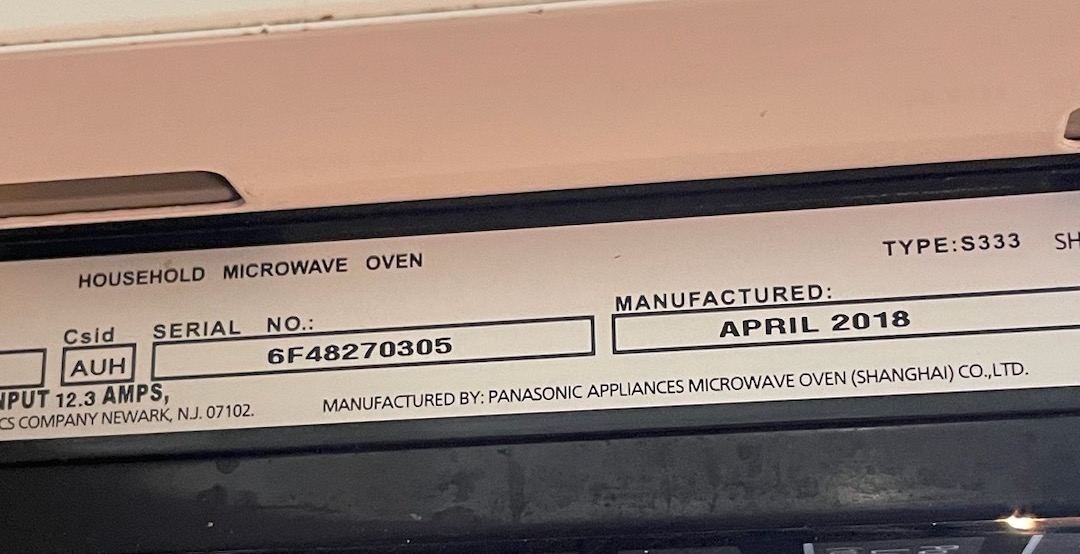 HOUSEHOLD MICROWAVE OVEN
TYPE:S333 SH
Csid SERIAL NO.: MANUFACTURED:
AUH 6F48270305 APRIL 2018
NPUT 12.3 AMPS,
CS COMPANY NEWARK, N.J. 07102. MANUFACTURED BY: PANASONIC APPLIANCES MICROWAVE OVEN (SHANGHAI) CO.,LTD.